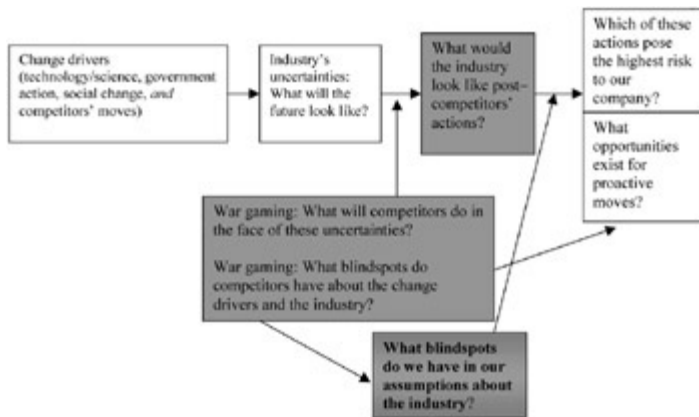 Change drivers
(technology/science, government
action, social change, and
competitors' moves)
Industry's
uncertainties:
What will the
future look like?
What would
the industry
look like post–
competitors'
actions?
Which of these
actions pose
the highest risk
to our
company?
What
opportunities
exist for
proactive
moves?
War gaming: What will competitors do in
the face of these uncertainties?
War gaming: What blindspots do
competitors have about the change
drivers and the industry?
What blindspots
do we have in our
assumptions about
the industry?